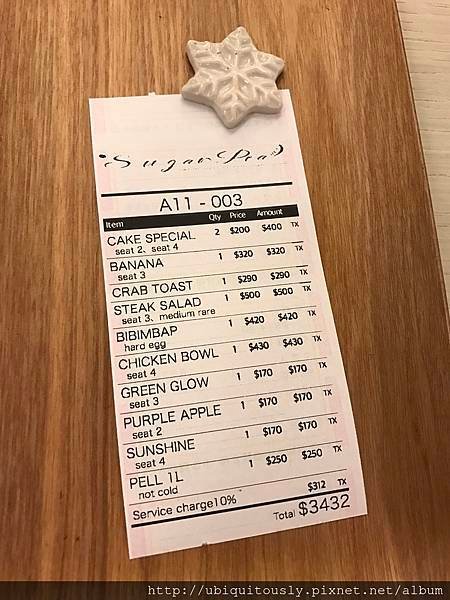 Sugar Pea
A11 - 003
Item Qty Price Amount
CAKE SPECIAL 2 $200 $400 TX
seat 2、seat 4
BANANA 1 $320 $320 TX
seat 3
CRAB TOAST 1 $290 $290 TX
STEAK SALAD 1 $500 $500 TX
seat 3、medium rare
BIBIMBAP 1 $420 $420 TX
hard egg
CHICKEN BOWL 1 $430 $430 TX
seat 4
GREEN GLOW 1 $170 $170 TX
seat 3
PURPLE APPLE 1 $170 $170 TX
seat 2
SUNSHINE 1 $170 $170 TX
seat 4
PELL 1L 1 $250 $250 TX
not cold
Service charge10% $312 TX
Total $3432
http://ubiquitously.pixnet.net/album